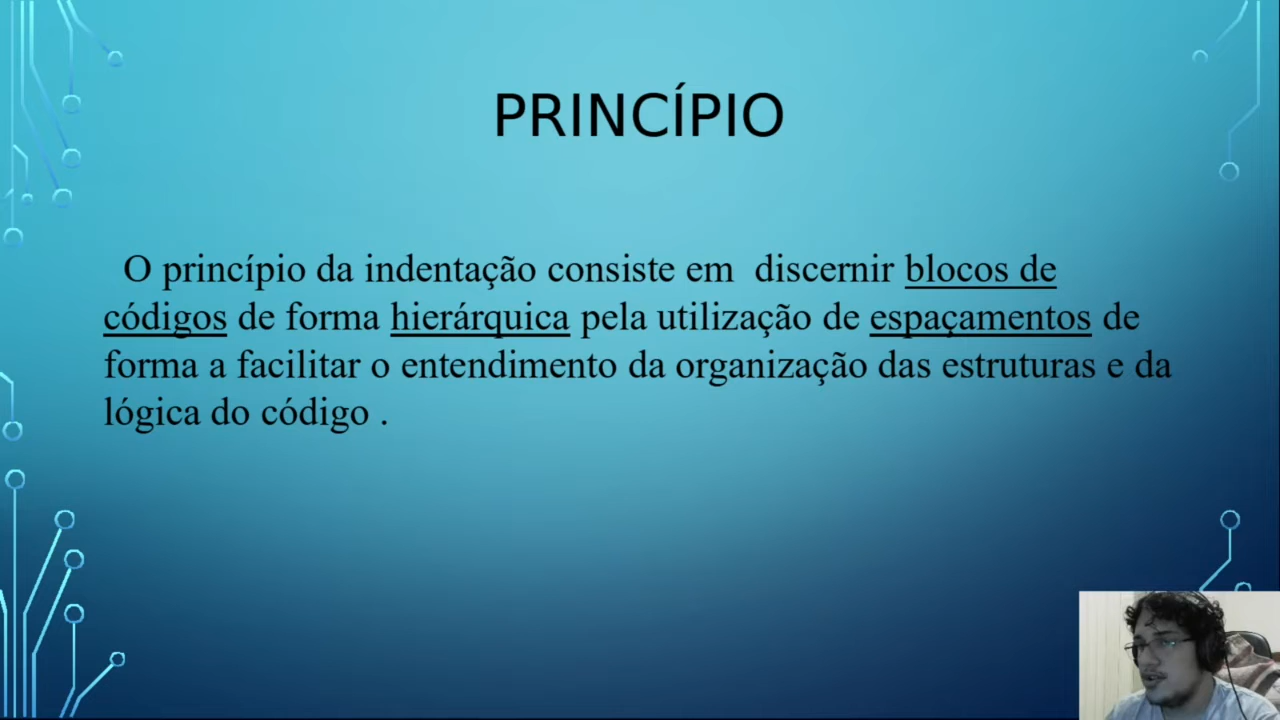 PRINCÍPIO
O princípio da indentação consiste em discernir blocos de
códigos de forma hierárquica pela utilização de espaçamentos de
forma a facilitar o entendimento da organização das estruturas e da
lógica do código .